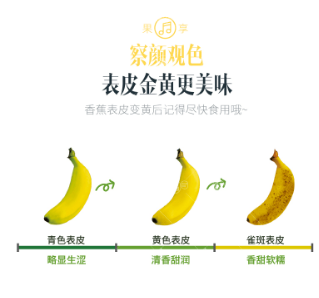 果 享
察颜观色
表皮金黄更美味
香蕉表皮变黄后记得尽快食用哦~
青色表皮 黄色表皮 雀斑表皮
略显生涩 清香甜润 香甜软糯